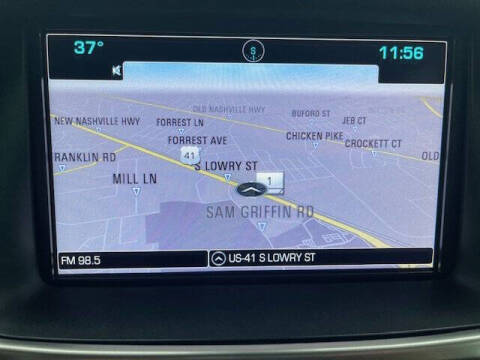 37°
S
11:56
OLD NASHVILLE HWY
NEW NASHVILLE HWY
FORREST LN
BUFORD ST
JEB CT
FORREST AVE
CHICKEN PIKE
CROCKETT CT
RANKLIN RD
41
OLD
S LOWRY ST
MILL LN
1
SAM GRIFFIN RD
FM 98.5
US-41 S LOWRY ST